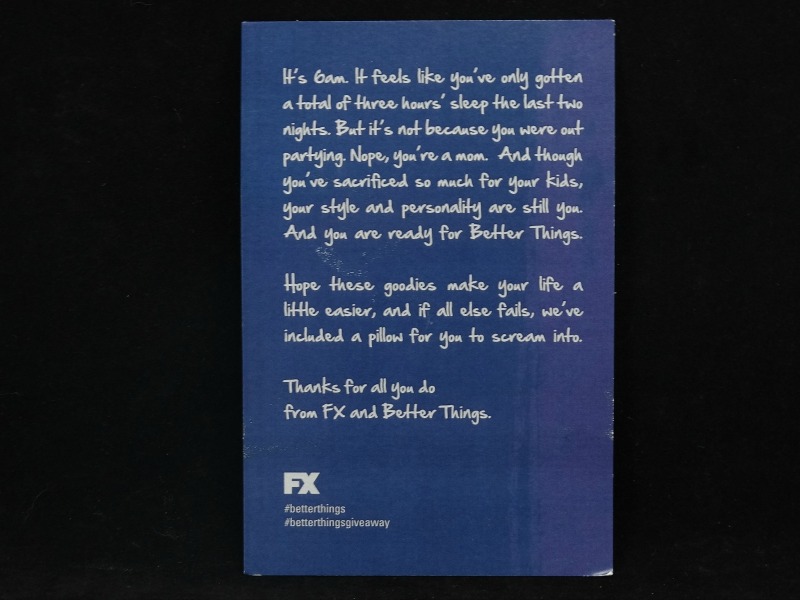 It's 6am. It feels like you've only gotten
a total of three hours' sleep the last two
nights. But it's not because you were out
partying. Nope, you're a mom. And though
you've sacrificed so much for your kids,
your style and personality are still you.
And you are ready for Better Things.
Hope these goodies make your life a
little easier, and if all else fails, we've
included a pillow for you to scream into.
Thanks for all you do
from FX and Better Things.
FX
#betterthings
#betterthingsgiveaway